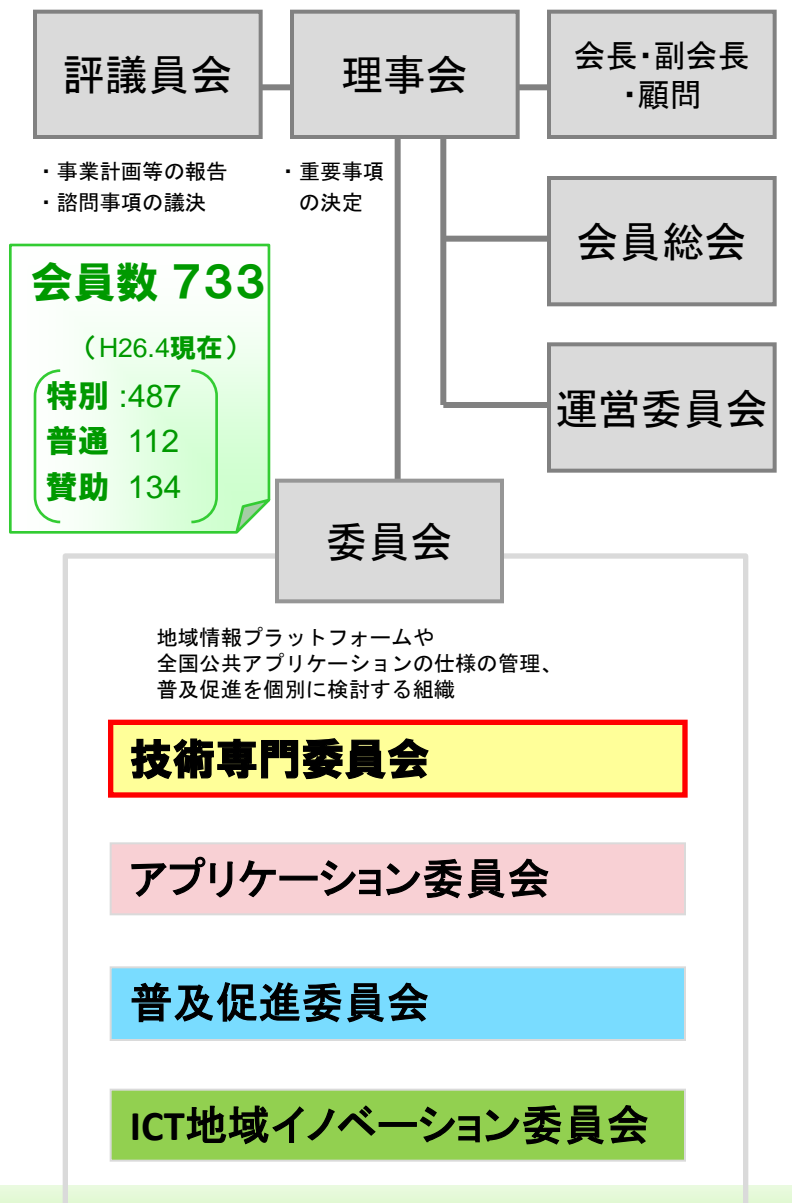 評議員会
理事会
会長・副会長
・顧問
・事業計画等の報告
・諮問事項の議決
・重要事項
の決定
会員総会
会員数 733
(H26.4現在)
特別 :487
普通 112
賛助 134
運営委員会
委員会
地域情報プラットフォームや
全国公共アプリケーションの仕様の管理、
普及促進を個別に検討する組織
技術専門委員会
アプリケーション委員会
普及促進委員会
ICT地域イノベーション委員会